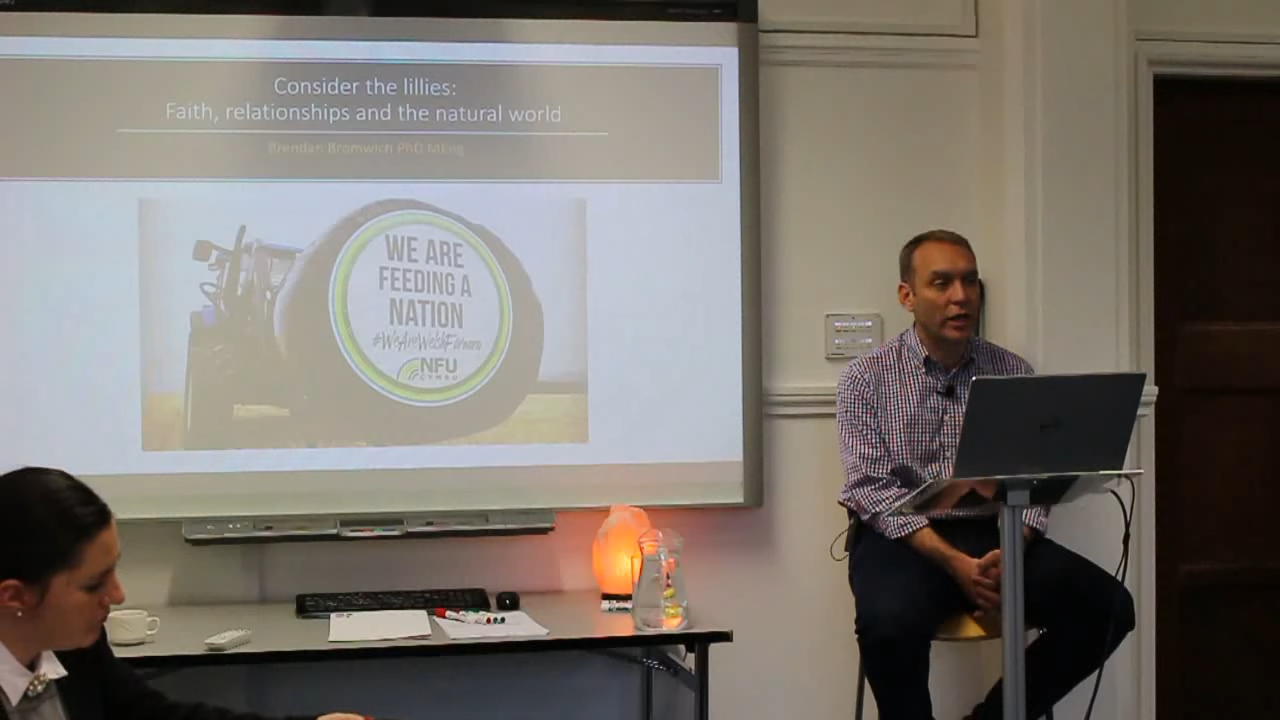 Consider the lillies:
Faith, relationships and the natural world
Brendan Bromwich PhD MEng
WE ARE
FEEDING A
NATION
#WeAreWelshFarmers
NFU
CYMRU